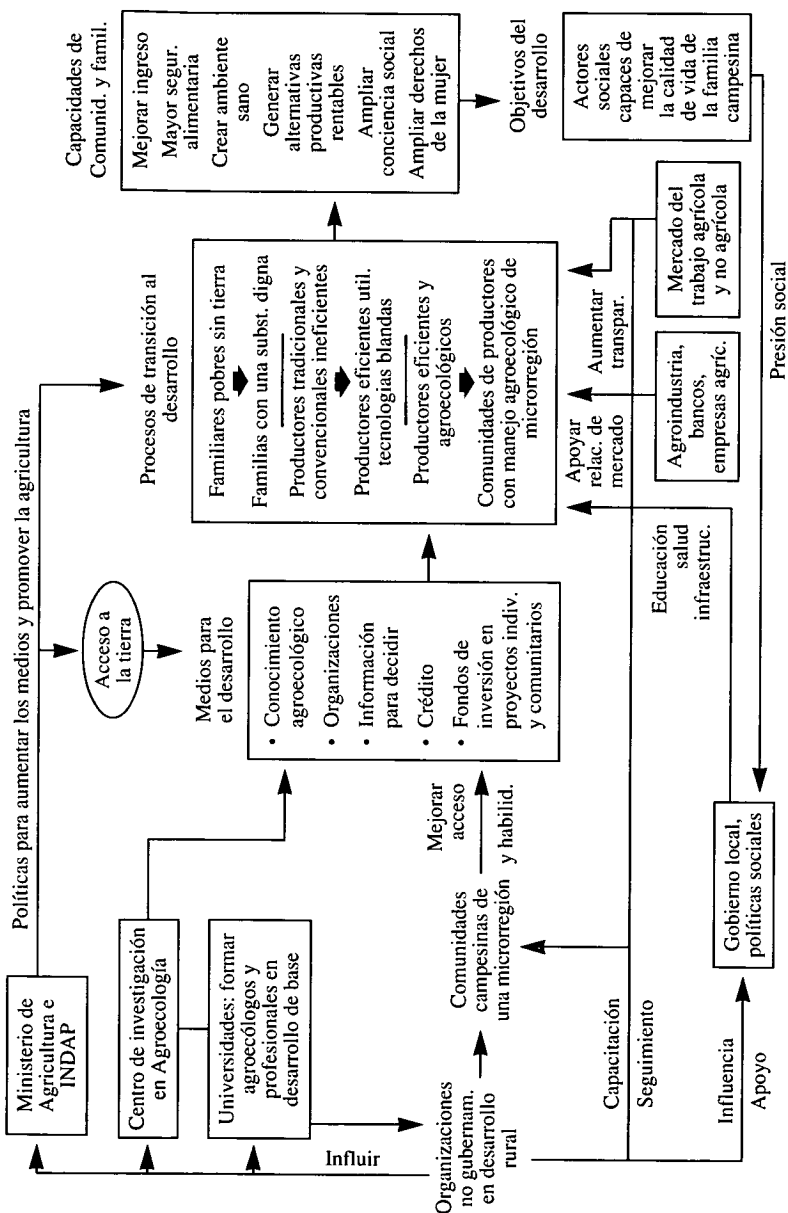 Políticas para aumentar los medios y promover la agricultura
Ministerio de
Agricultura e
INDAP
Centro de investigación
en Agroecología
Universidades: formar
agroecólogos y
profesionales en
desarrollo de base
Influir
Organizaciones
no gubernam.
en desarrollo
rural
Comunidades
campesinas de
una microrregión
Mejorar
acceso
y habilid.
Capacitación
Seguimiento
Influencia
Apoyo
Gobierno local,
políticas sociales
Acceso a
la tierra
Medios para
el desarrollo
• Conocimiento
agroecológico
• Organizaciones
• Información
para decidir
• Crédito
• Fondos de
inversión en
proyectos indiv.
y comunitarios
Procesos de transición al
desarrollo
Familiares pobres sin tierra
Familias con una subst. digna
Productores tradicionales y
convencionales ineficientes
Productores eficientes util.
tecnologías blandas
Productores eficientes y
agroecológicos
Comunidades de productores
con manejo agroecológico de
microrregión
Educación
salud
infraestruc.
Apoyar
relac. de
mercado
Aumentar
transpar.
Agroindustria,
bancos,
empresas agríc.
Mercado del
trabajo agrícola
y no agrícola
Capacidades de
Comunid. y famil.
Mejorar ingreso
Mayor segur.
alimentaria
Crear ambiente
sano
Generar
alternativas
productivas
rentables
Ampliar
conciencia social
Ampliar derechos
de la mujer
Objetivos del
desarrollo
Actores
sociales
capaces de
mejorar
la calidad
de vida de
la familia
campesina
Presión social